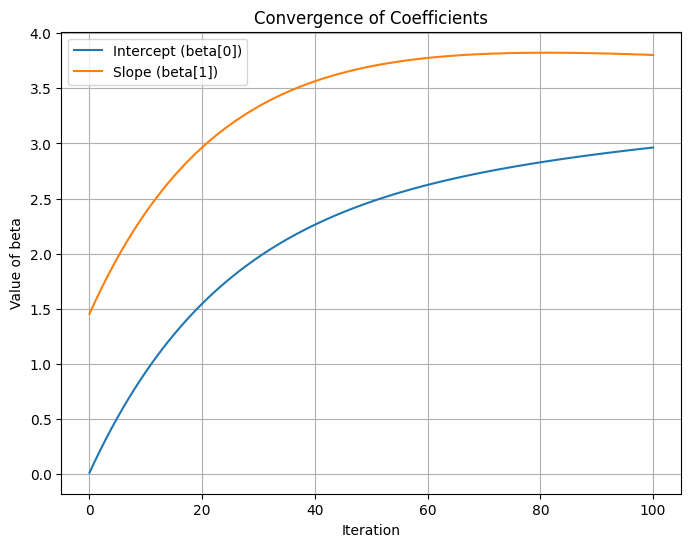 Convergence of Coefficients
Intercept (beta[0])
Slope (beta[1])
Value of beta
4.0
3.5
3.0
2.5
2.0
1.5
1.0
0.5
0.0
0 20 40 60 80 100
Iteration